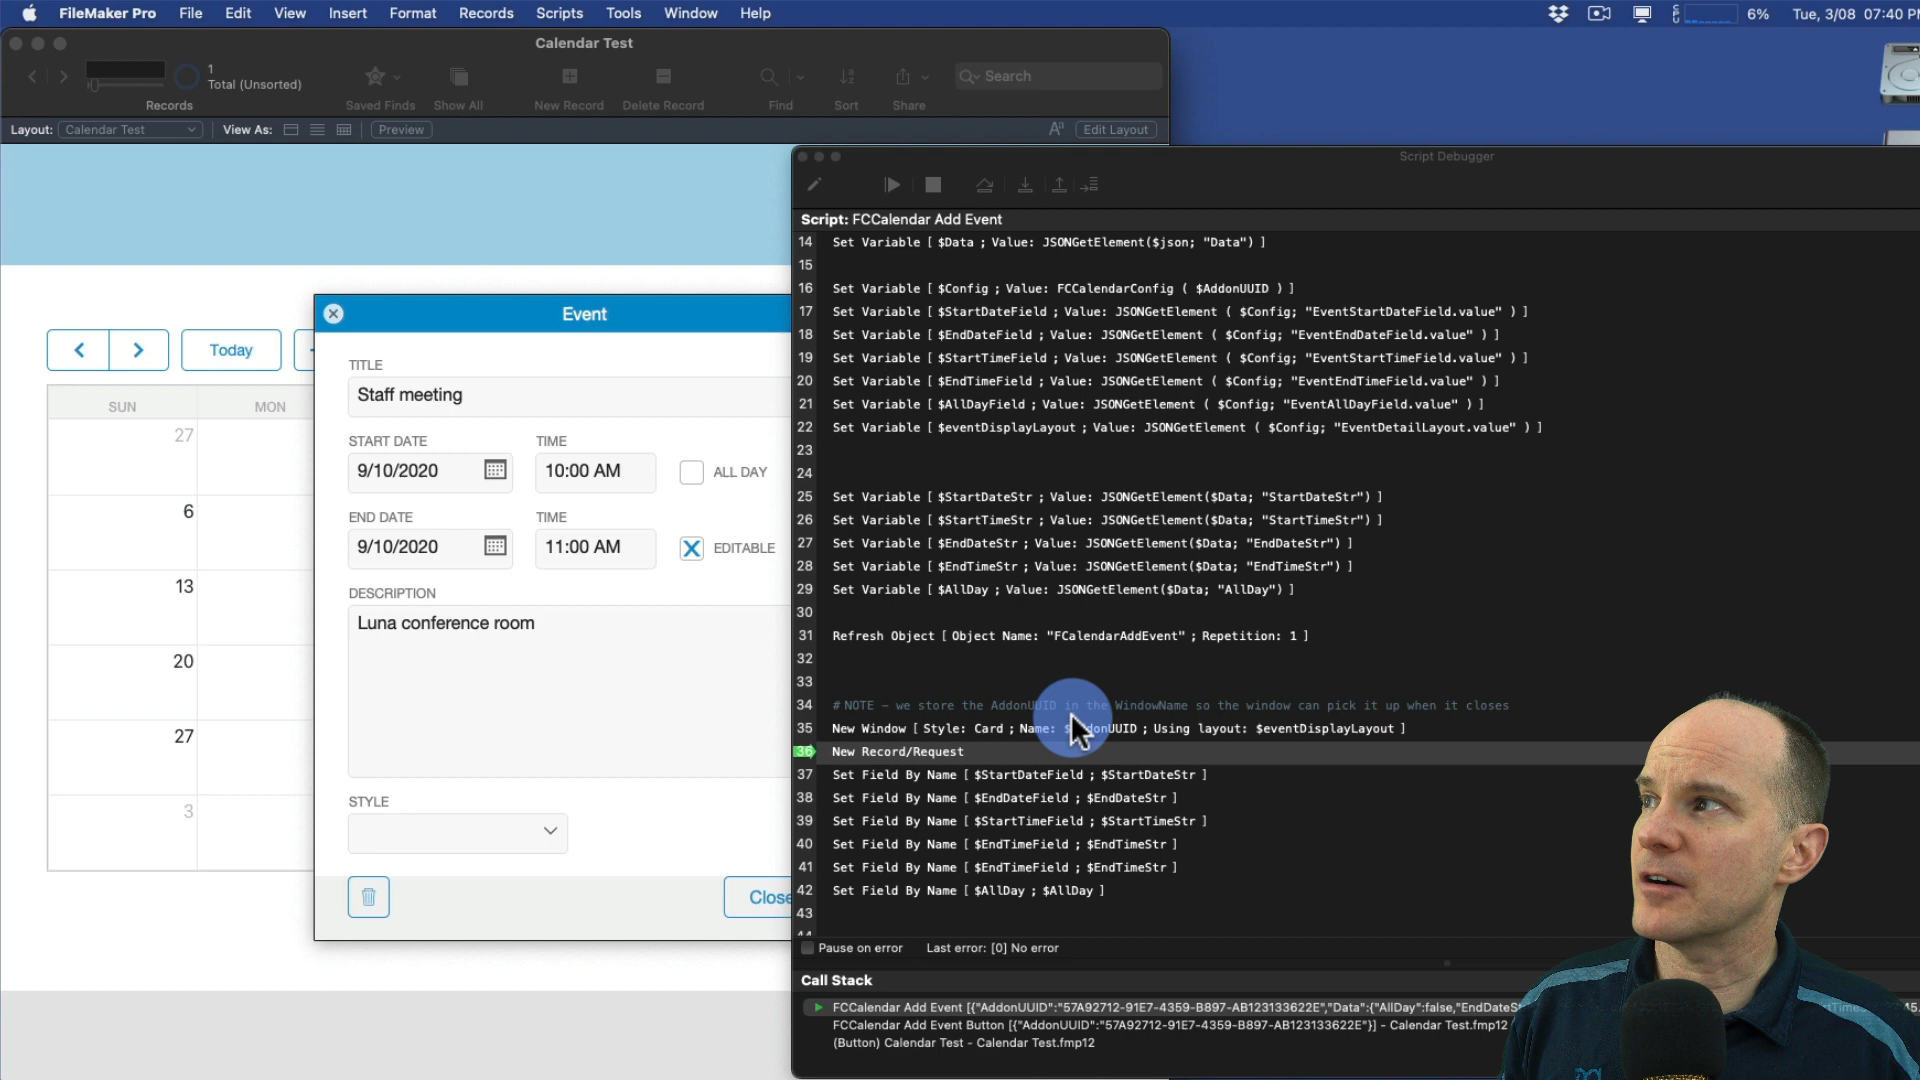 FileMaker Pro File Edit View Insert Format Records Scripts Tools Window Help
6% Tue, 3/08 07:40
Calendar Test
1
Total (Unsorted)
Search
Records Saved Finds Show All New Record Delete Record Find Sort Share
Layout: Calendar Test View As: Preview Edit Layout
Today
SUN MON
27
6
13
20
27
3
Event
TITLE
Staff meeting
START DATE TIME
9/10/2020 10:00 AM ALL DAY
END DATE TIME
9/10/2020 11:00 AM EDITABLE
DESCRIPTION
Luna conference room
STYLE
Close
Script Debugger
Script: FCCalendar Add Event
14 Set Variable [ $Data ; Value: JSONGetElement($json; "Data") ]
15
16 Set Variable [ $Config ; Value: FCCalendarConfig ( $AddonUUID ) ]
17 Set Variable [ $StartDateField ; Value: JSONGetElement ( $Config; "EventStartDateField.value" ) ]
18 Set Variable [ $EndDateField ; Value: JSONGetElement ( $Config; "EventEndDateField.value" ) ]
19 Set Variable [ $StartTimeField ; Value: JSONGetElement ( $Config; "EventStartTimeField.value" ) ]
20 Set Variable [ $EndTimeField ; Value: JSONGetElement ( $Config; "EventEndTimeField.value" ) ]
21 Set Variable [ $AllDayField ; Value: JSONGetElement ( $Config; "EventAllDayField.value" ) ]
22 Set Variable [ $eventDisplayLayout ; Value: JSONGetElement ( $Config; "EventDetailLayout.value" ) ]
23
24
25 Set Variable [ $StartDateStr ; Value: JSONGetElement($Data; "StartDateStr") ]
26 Set Variable [ $StartTimeStr ; Value: JSONGetElement($Data; "StartTimeStr") ]
27 Set Variable [ $EndDateStr ; Value: JSONGetElement($Data; "EndDateStr") ]
28 Set Variable [ $EndTimeStr ; Value: JSONGetElement($Data; "EndTimeStr") ]
29 Set Variable [ $AllDay ; Value: JSONGetElement($Data; "AllDay") ]
30
31 Refresh Object [ Object Name: "FCalendarAddEvent" ; Repetition: 1 ]
32
33
34 # NOTE – we store the AddonUUID in the WindowName so the window can pick it up when it closes
35 New Window [ Style: Card ; Name: $AddonUUID ; Using layout: $eventDisplayLayout ]
36 New Record/Request
37 Set Field By Name [ $StartDateField ; $StartDateStr ]
38 Set Field By Name [ $EndDateField ; $EndDateStr ]
39 Set Field By Name [ $StartTimeField ; $StartTimeStr ]
40 Set Field By Name [ $EndTimeField ; $EndTimeStr ]
41 Set Field By Name [ $EndTimeField ; $EndTimeStr ]
42 Set Field By Name [ $AllDay ; $AllDay ]
43
44
Pause on error Last error: [0] No error
Call Stack
FCCalendar Add Event [{"AddonUUID":"57A92712-91E7-4359-B897-AB123133622E","Data":{"AllDay":false,"EndDateSt
FCCalendar Add Event Button [{"AddonUUID":"57A92712-91E7-4359-B897-AB123133622E"}] - Calendar Test.fmp12
(Button) Calendar Test - Calendar Test.fmp12